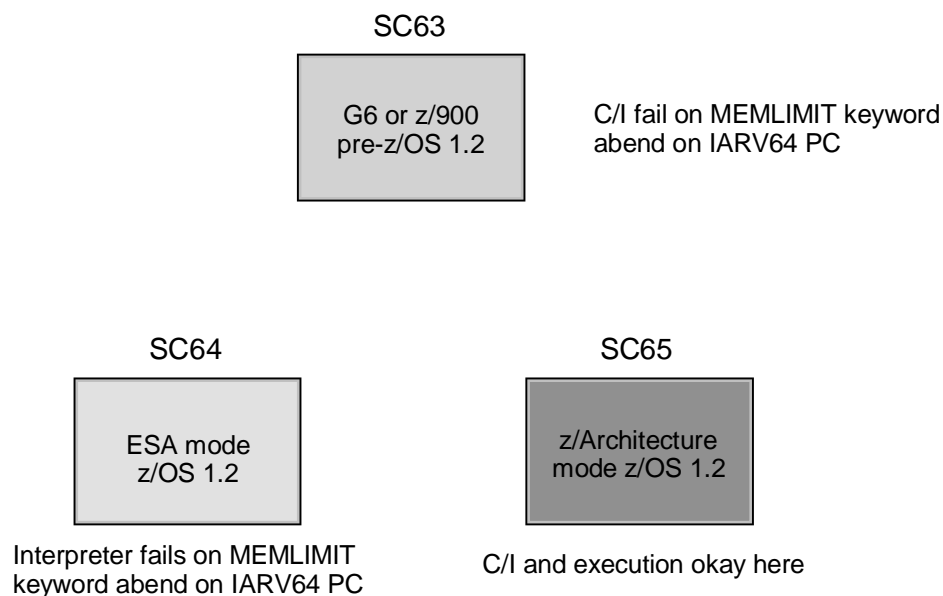 SC63
G6 or z/900
pre-z/OS 1.2
C/I fail on MEMLIMIT keyword
abend on IARV64 PC
SC64
ESA mode
z/OS 1.2
Interpreter fails on MEMLIMIT
keyword abend on IARV64 PC
SC65
z/Architecture
mode z/OS 1.2
C/I and execution okay here